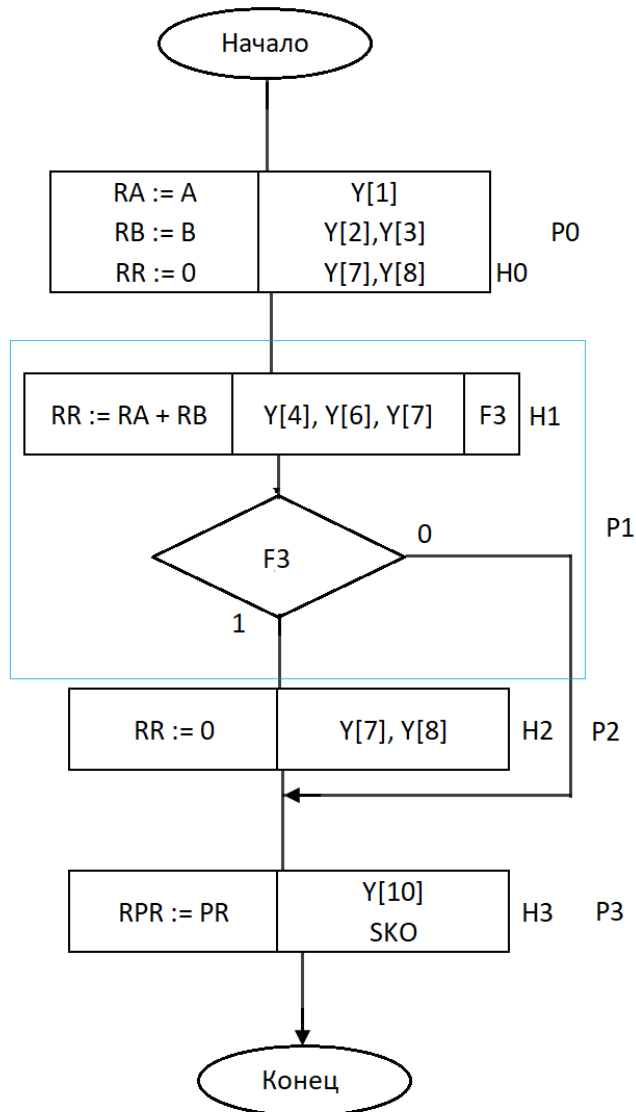 Начало
RA := A Y[1]
RB := B Y[2],Y[3] P0
RR := 0 Y[7],Y[8] H0
RR := RA + RB Y[4], Y[6], Y[7] F3 H1
P1
0
F3
1
RR := 0 Y[7], Y[8] H2 P2
Y[10]
RPR := PR H3 P3
SKO
Конец